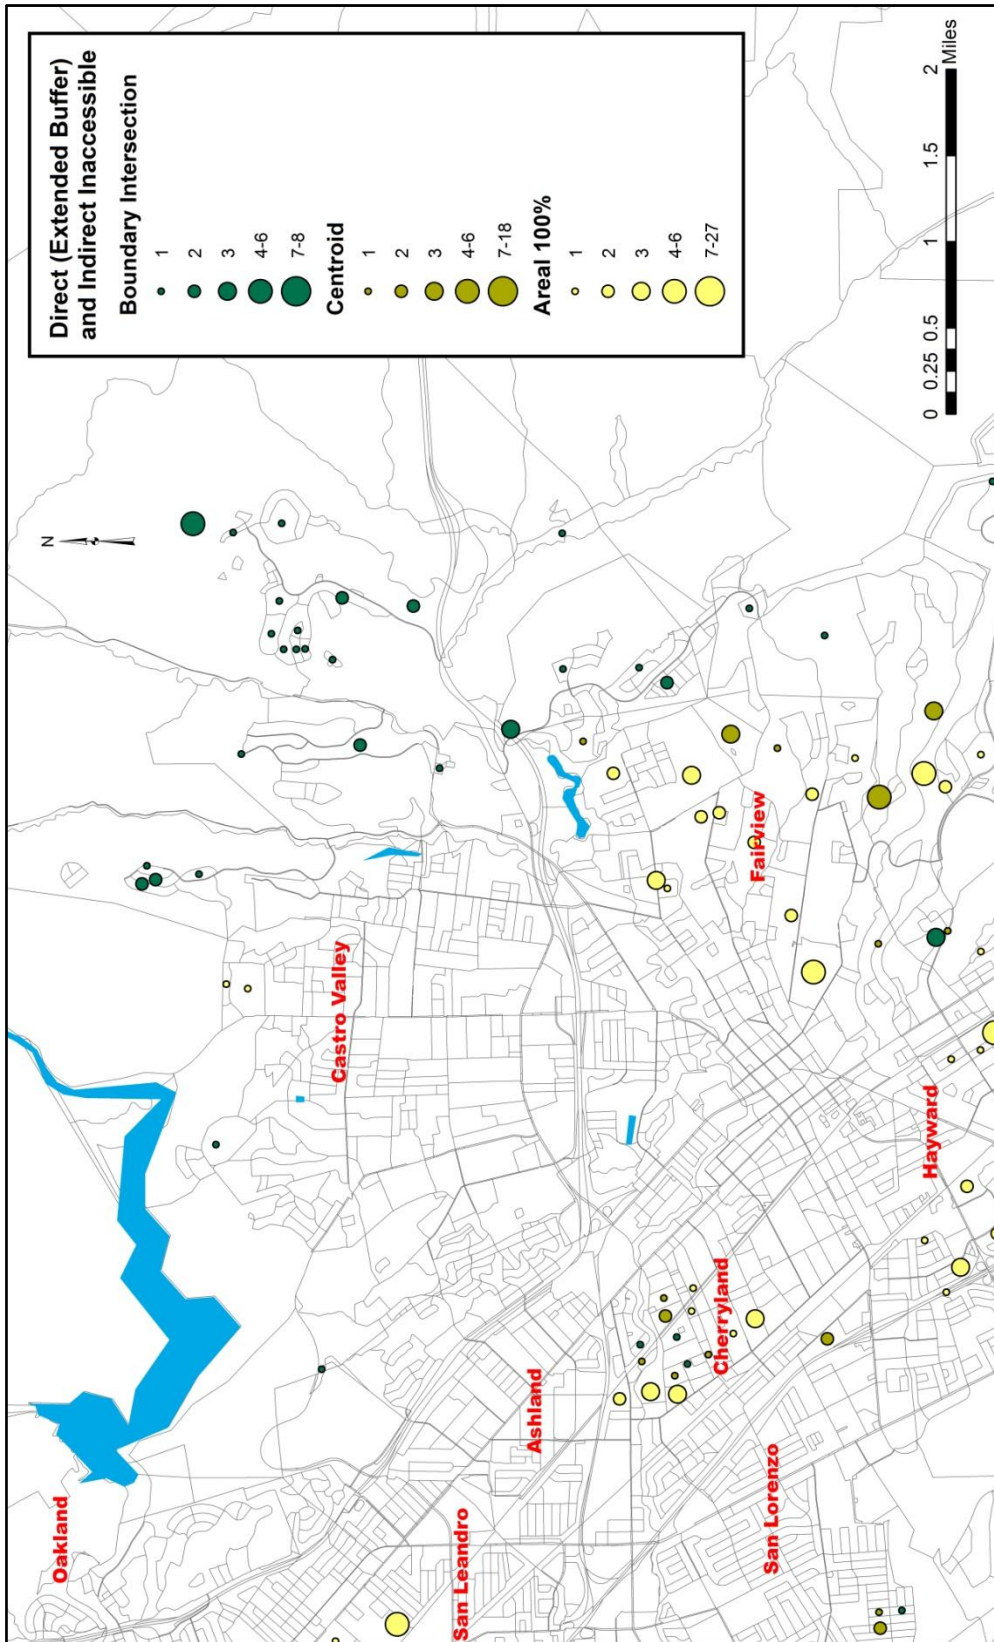 Direct (Extended Buffer)
and Indirect Inaccessible
Boundary Intersection
1
2
3
4-6
7-8
Centroid
1
2
3
4-6
7-18
Areal 100%
1
2
3
4-6
7-27
N
Oakland
Castro Valley
San Leandro
Ashland
Cherryland
Fairview
San Lorenzo
Hayward
0 0.25 0.5 1 1.5 2
Miles